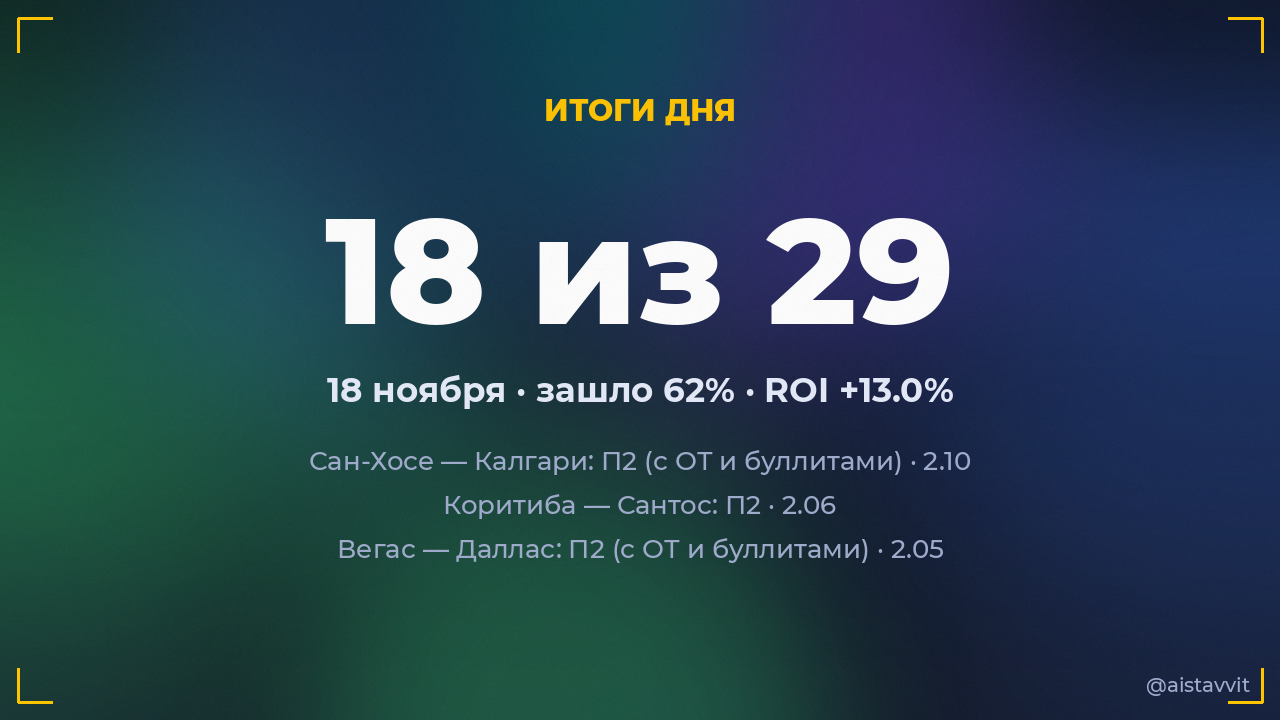 ИТОГИ ДНЯ
18 из 29
18 ноября · зашло 62% · ROI +13.0%
Сан-Хосе — Калгари: П2 (с ОТ и буллитами) · 2.10
Коритиба — Сантос: П2 · 2.06
Вегас — Даллас: П2 (с ОТ и буллитами) · 2.05
@aistavvit